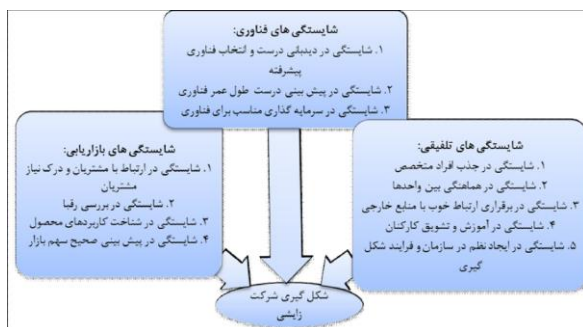 شایستگی های فناوری:
۱. شایستگی در دیدبانی درست و انتخاب فناوری
پیشرفته
۲. شایستگی در پیش بینی درست طول عمر فناوری
۳. شایستگی در سرمایه گذاری مناسب برای فناوری
شایستگی های تلفیقی:
۱. شایستگی در جذب افراد متخصص
۲. شایستگی در هماهنگی بین واحدها
۳. شایستگی در برقراری ارتباط خوب با منابع خارجی
۴. شایستگی در آموزش و تشویق کارکنان
۵. شایستگی در ایجاد نظم در سازمان و فرایند شکل
گیری
شایستگی های بازاریابی:
۱. شایستگی در ارتباط با مشتریان و درک نیاز
مشتریان
۲. شایستگی در بررسی رقبا
۳. شایستگی در شناخت کاربردهای محصول
۴. شایستگی در پیش بینی صحیح سهم بازار
شکل گیری شرکت
زایشی